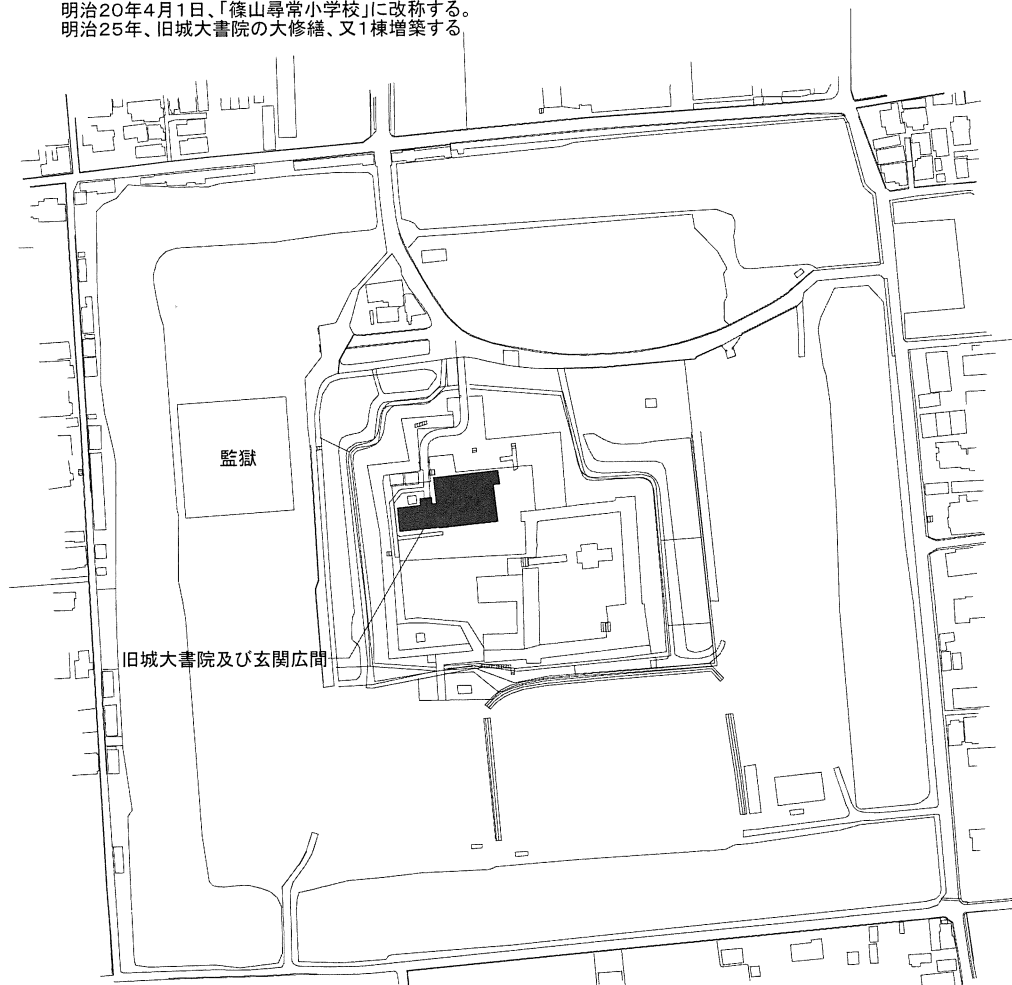 明治20年4月1日、「篠山尋常小学校」に改称する。
明治25年、旧城大書院の大修繕、又1棟増築する
監獄
旧城大書院及び玄関広間